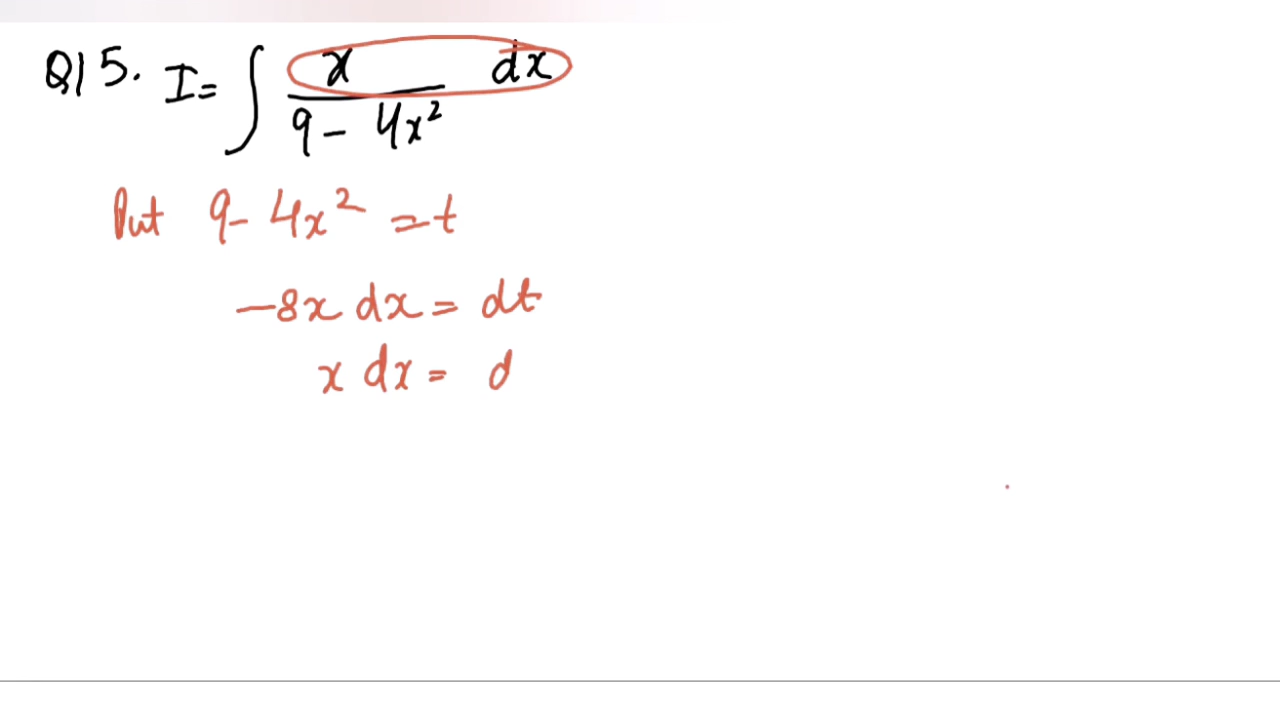 Q15. I= ∫ x dx / 9 - 4x²
Put 9 - 4x² = t
-8x dx = dt
x dx = d